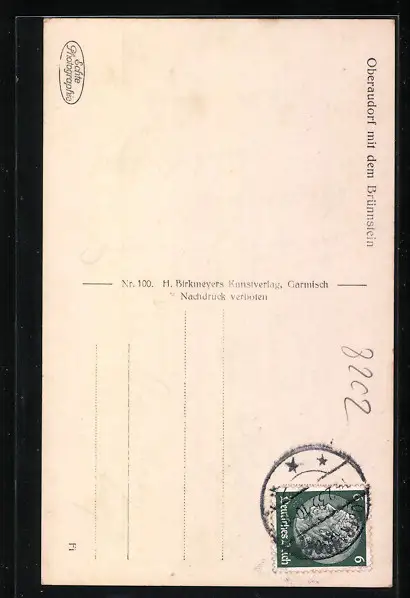 Oberaudorf mit dem Brünnstein
Echte
Photographie
Nr. 100. H. Birkmeyers Kunstverlag, Garmisch
Nachdruck verboten
8202
Deutsches Reich
6